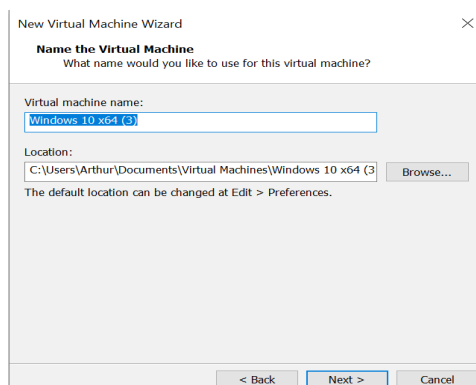 New Virtual Machine Wizard
Name the Virtual Machine
What name would you like to use for this virtual machine?
Virtual machine name:
Windows 10 x64 (3)
Location:
C:\Users\Arthur\Documents\Virtual Machines\Windows 10 x64 (3
Browse...
The default location can be changed at Edit > Preferences.
< Back
Next >
Cancel